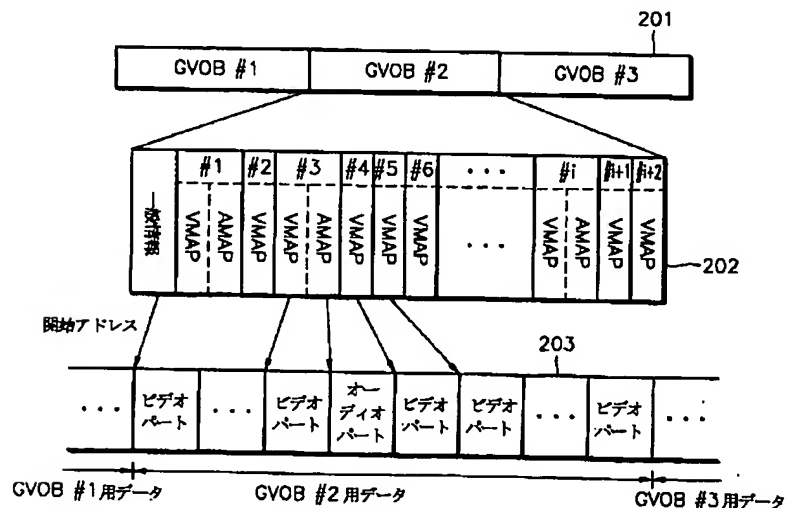 201
GVOB #1 GVOB #2 GVOB #3
#1 #2 #3 #4 #5 #6 ... #i #i+1 #i+2
一般情報 VMAP AMAP VMAP VMAP AMAP VMAP VMAP VMAP ... VMAP AMAP VMAP VMAP
202
開始アドレス
203
... ビデオパート ... ビデオパート オーディオパート ビデオパート ビデオパート ... ビデオパート ...
GVOB #1用データ GVOB #2用データ GVOB #3用データ